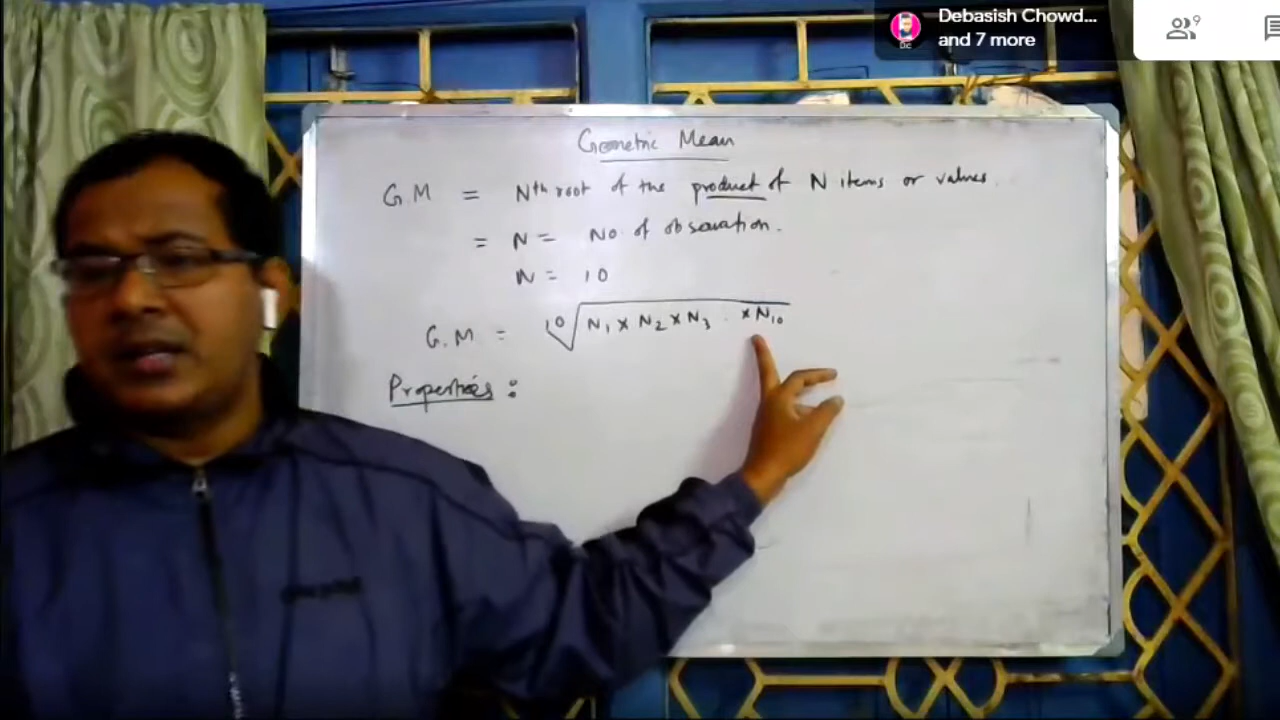 Debasish Chowd...
and 7 more
9
Geometric Mean
G.M = Nth root of the product of N items or values.
= N = No. of observation.
N = 10
G.M = 10√N1 × N2 × N3 . × N10
Properties :